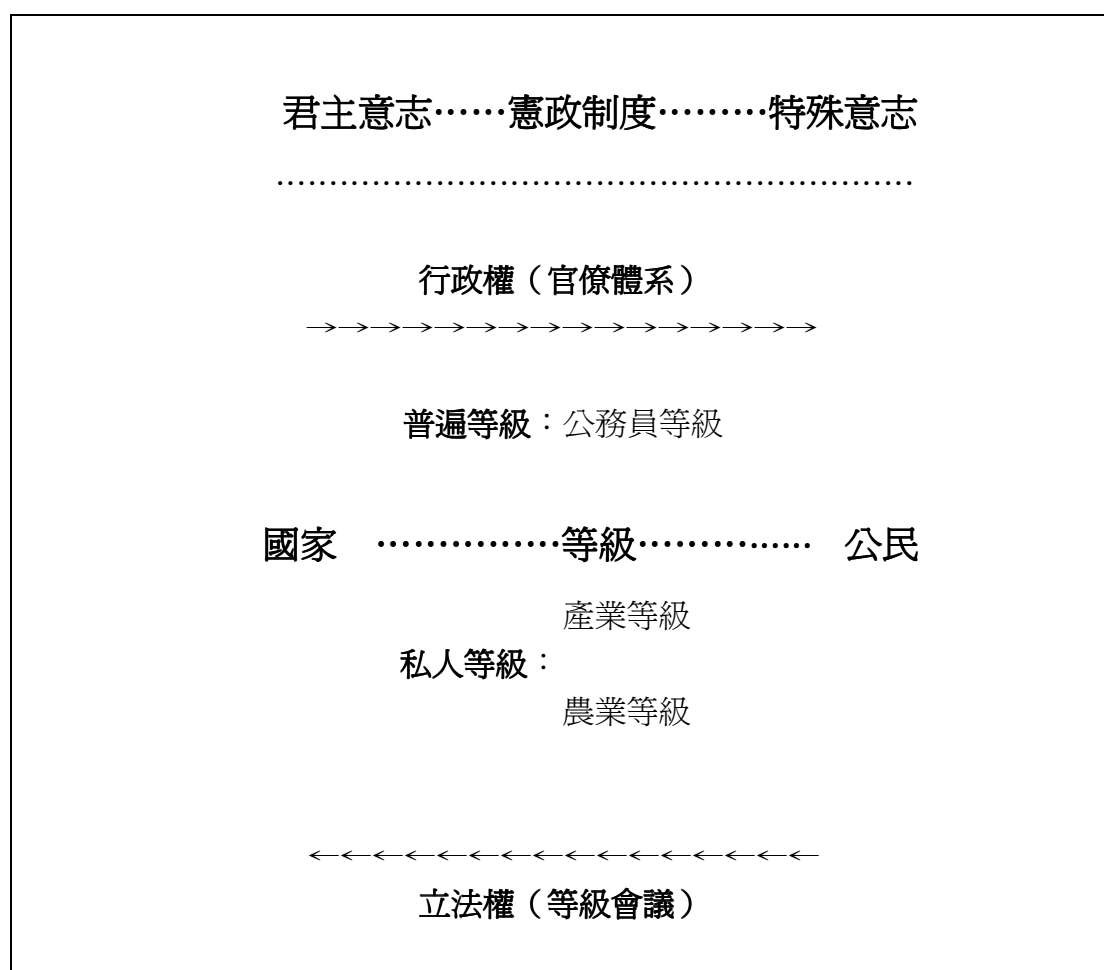 君主意志……憲政制度………特殊意志
……………………………………………………
行政權（官僚體系）
→→→→→→→→→→→→→→→→
普遍等級：公務員等級
國家 ……………等級……………… 公民
產業等級
私人等級：
農業等級
←←←←←←←←←←←←←←←←
立法權（等級會議）